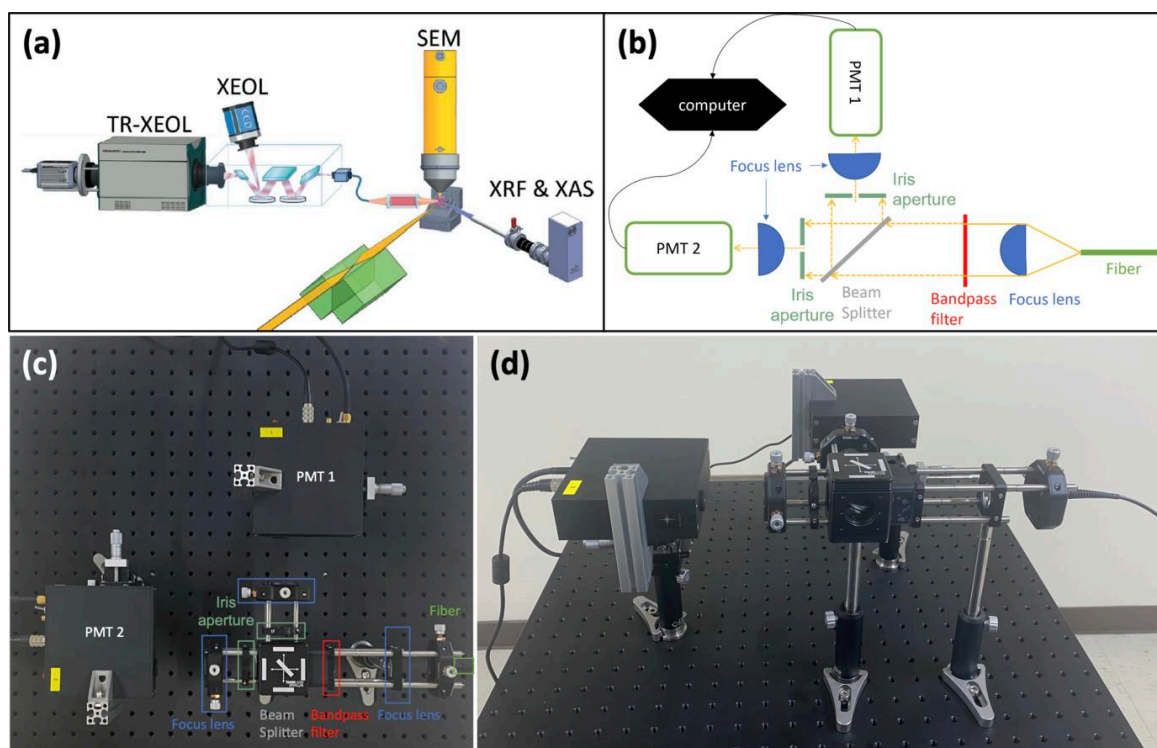 (a)
SEM
XEOL
TR-XEOL
XRF & XAS
(b)
PMT 1
computer
Focus lens
Iris
aperture
PMT 2
Fiber
Iris
aperture
Beam
Splitter
Bandpass
filter
Focus lens
(c)
PMT 1
Iris
aperture
Fiber
PMT 2
Focus lens
Beam
Splitter
Bandpass
filter
Focus lens
(d)